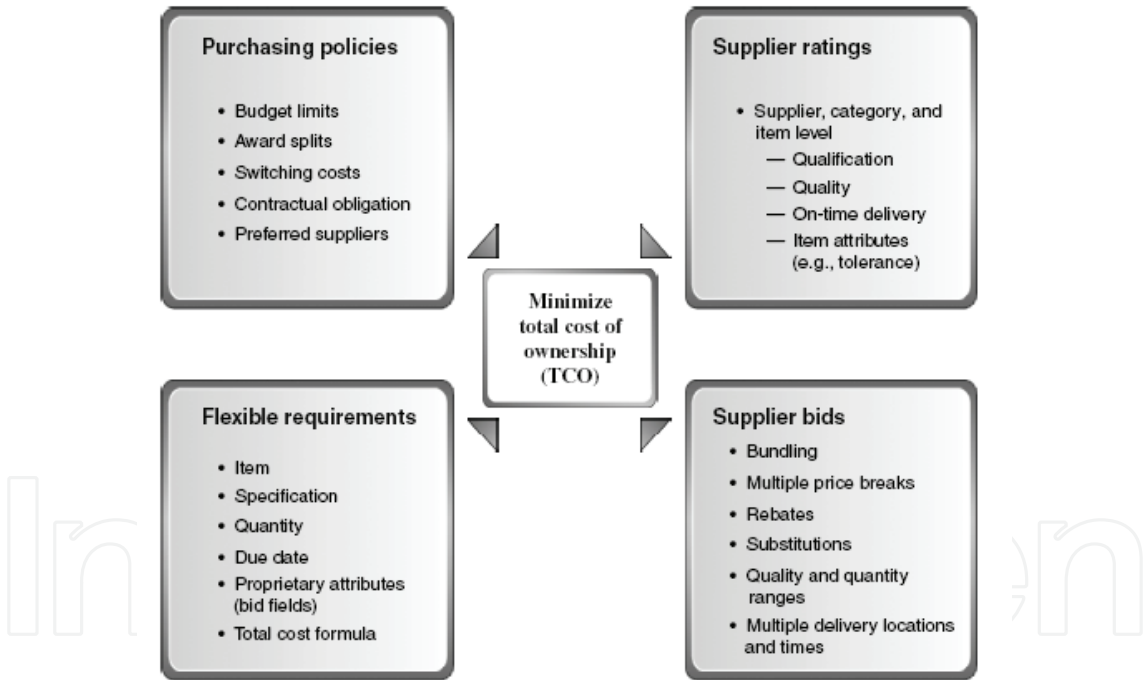 Purchasing policies
• Budget limits
• Award splits
• Switching costs
• Contractual obligation
• Preferred suppliers
Supplier ratings
• Supplier, category, and
item level
— Qualification
— Quality
— On-time delivery
— Item attributes
(e.g., tolerance)
Minimize
total cost of
ownership
(TCO)
Flexible requirements
• Item
• Specification
• Quantity
• Due date
• Proprietary attributes
(bid fields)
• Total cost formula
Supplier bids
• Bundling
• Multiple price breaks
• Rebates
• Substitutions
• Quality and quantity
ranges
• Multiple delivery locations
and times